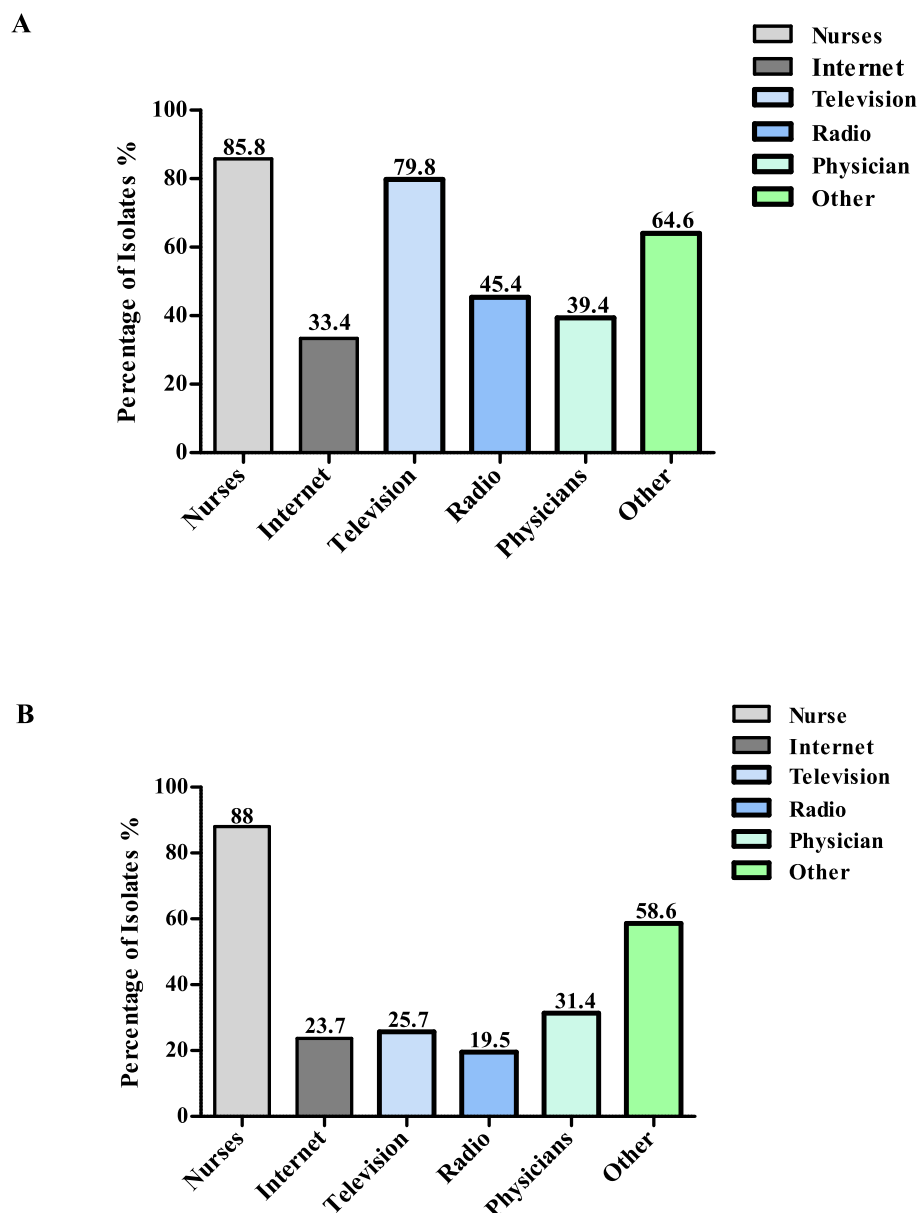 A
Nurses
Internet
Television
Radio
Physician
Other
Percentage of Isolates %
100
80
60
40
20
0
85.8
33.4
79.8
45.4
39.4
64.6
Nurses
Internet
Television
Radio
Physicians
Other
B
Nurse
Internet
Television
Radio
Physician
Other
Percentage of Isolates %
100
80
60
40
20
0
88
23.7
25.7
19.5
31.4
58.6
Nurses
Internet
Television
Radio
Physicians
Other